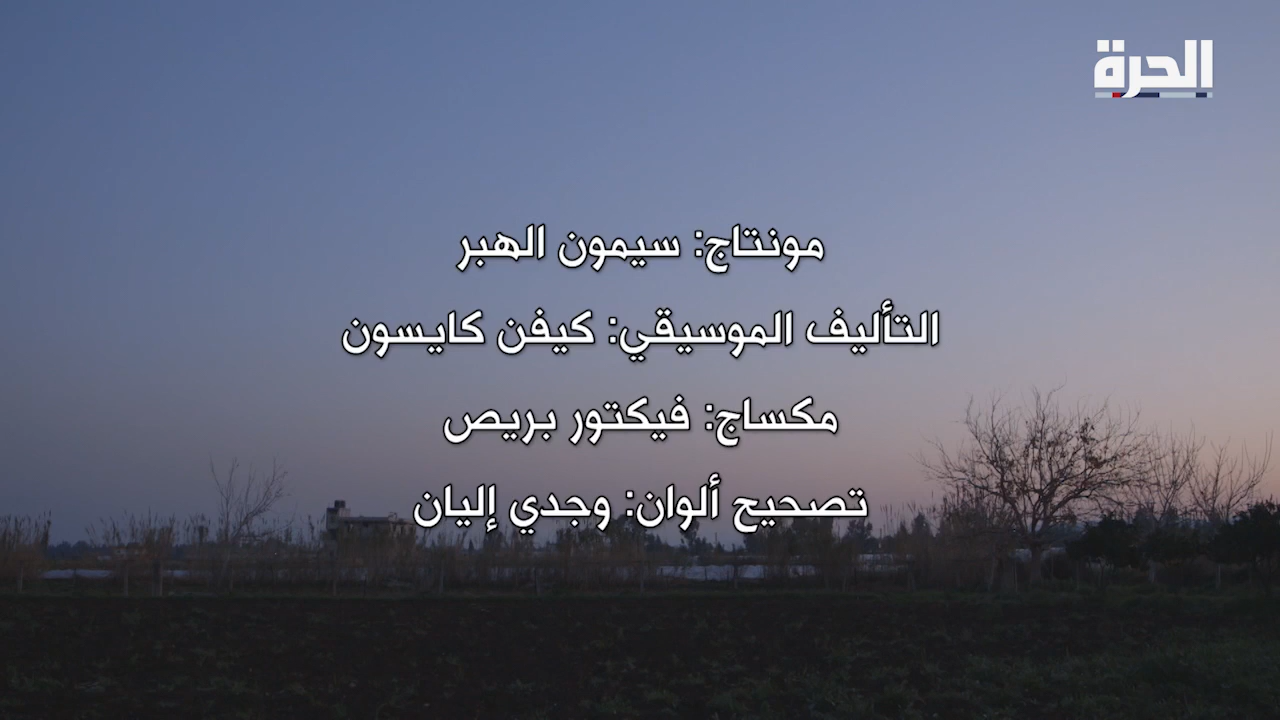 الحرة
مونتاج: سيمون الهبر
التأليف الموسيقي: كيفن كايسون
مكساج: فيكتور بريص
تصحيح ألوان: وجدي إليان